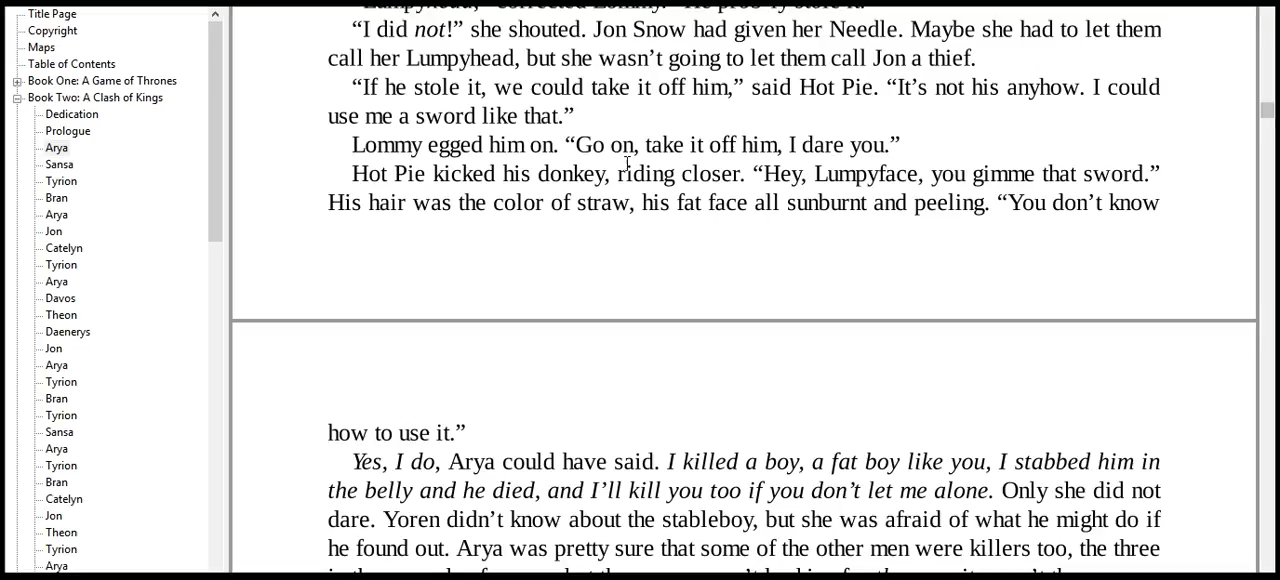 Title Page
Copyright
Maps
Table of Contents
Book One: A Game of Thrones
Book Two: A Clash of Kings
Dedication
Prologue
Arya
Sansa
Tyrion
Bran
Arya
Jon
Catelyn
Tyrion
Arya
Davos
Theon
Daenerys
Jon
Arya
Tyrion
Bran
Tyrion
Sansa
Arya
Tyrion
Bran
Catelyn
Jon
Theon
Tyrion
Arya
“I did not!” she shouted. Jon Snow had given her Needle. Maybe she had to let them
call her Lumpyhead, but she wasn’t going to let them call Jon a thief.
“If he stole it, we could take it off him,” said Hot Pie. “It’s not his anyhow. I could
use me a sword like that.”
Lommy egged him on. “Go on, take it off him, I dare you.”
Hot Pie kicked his donkey, riding closer. “Hey, Lumpyface, you gimme that sword.”
His hair was the color of straw, his fat face all sunburnt and peeling. “You don’t know
how to use it.”
Yes, I do, Arya could have said. I killed a boy, a fat boy like you, I stabbed him in
the belly and he died, and I’ll kill you too if you don’t let me alone. Only she did not
dare. Yoren didn’t know about the stableboy, but she was afraid of what he might do if
he found out. Arya was pretty sure that some of the other men were killers too, the three